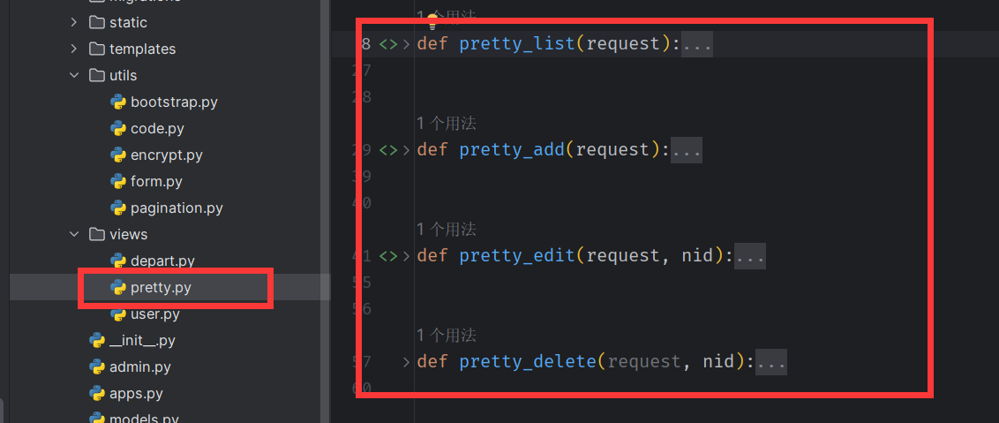 migrations
static
templates
utils
bootstrap.py
code.py
encrypt.py
form.py
pagination.py
views
depart.py
pretty.py
user.py
__init__.py
admin.py
apps.py
models.py
1 个用法
8 <> > def pretty_list(request):...
27
28
1 个用法
29 <> > def pretty_add(request):...
39
40
1 个用法
41 <> > def pretty_edit(request, nid):...
55
56
1 个用法
57 > def pretty_delete(request, nid):...
60